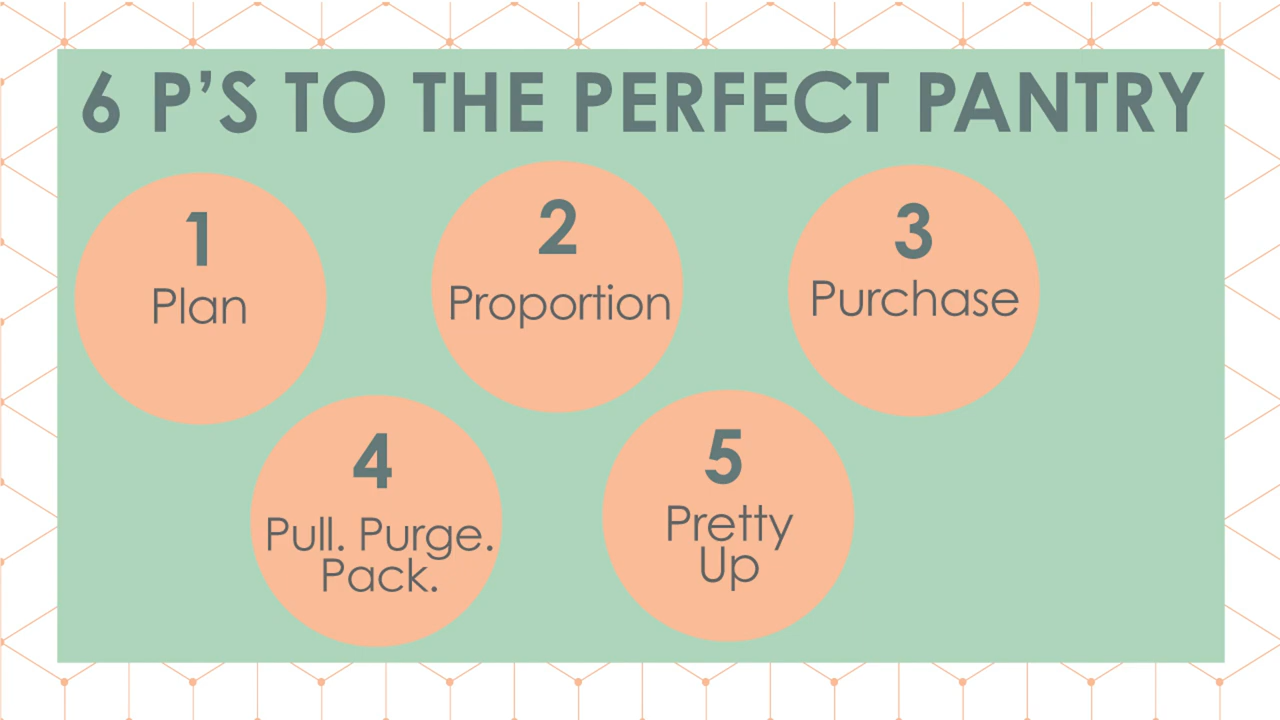 6 P’S TO THE PERFECT PANTRY
1
Plan
2
Proportion
3
Purchase
4
Pull. Purge.
Pack.
5
Pretty
Up